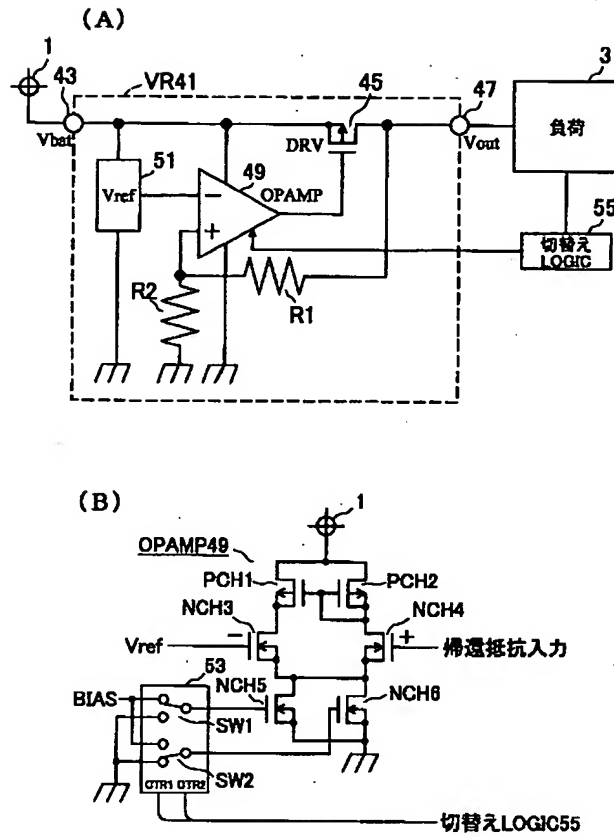 (A)
1
43
VR41
45
47
3
Vbat
51
DRV
Vout
負荷
Vref
49
OPAMP
55
切替え
LOGIC
−
+
R2
R1
(B)
1
OPAMP49
PCH1
PCH2
NCH3
NCH4
Vref
−
+
帰還抵抗入力
53
NCH5
NCH6
BIAS
SW1
SW2
CTR1 CTR2
切替えLOGIC55